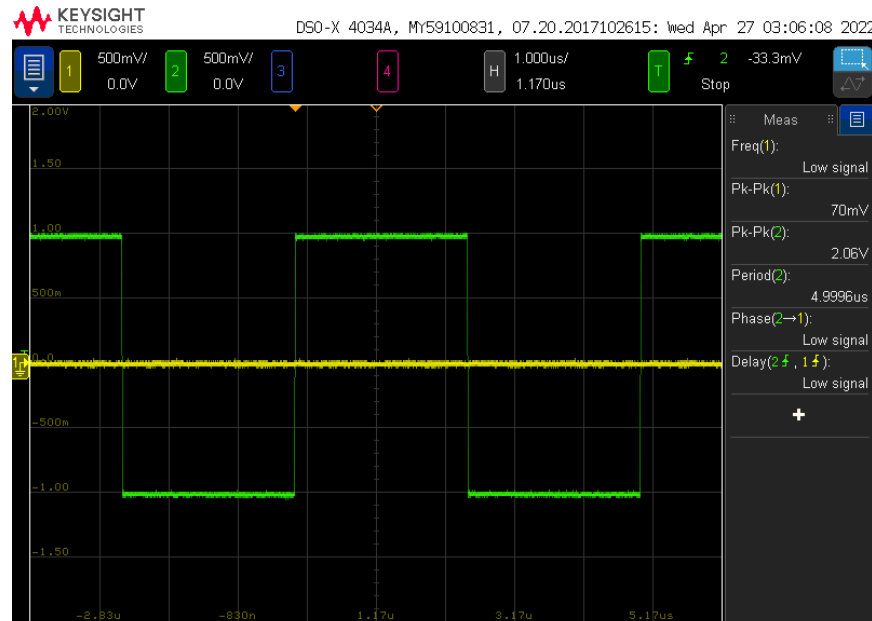 KEYSIGHT
TECHNOLOGIES
DSO-X 4034A, MY59100831, 07.20.2017102615: Wed Apr 27 03:06:08 2022
1 500mV/ 2 500mV/ 3 4 H 1.000us/ T 2 -33.3mV
0.0V 0.0V 1.170us Stop
2.00V
1.50
1.00
500m
0.0
-500m
-1.00
-1.50
1
T
-2.83u -830n 1.17u 3.17u 5.17us
Meas
Freq(1):
Low signal
Pk-Pk(1):
70mV
Pk-Pk(2):
2.06V
Period(2):
4.9996us
Phase(2→1):
Low signal
Delay(2, 1):
Low signal
+